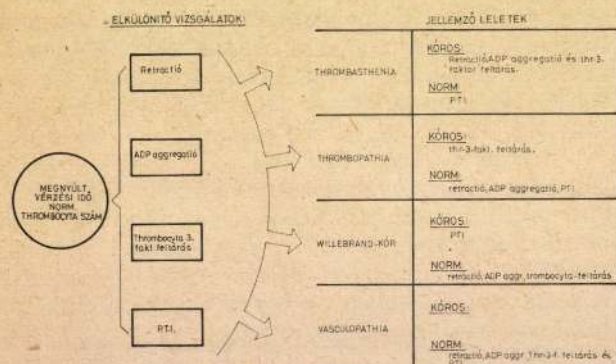 ELKÜLÖNITŐ VIZSGÁLATOK:
JELLEMZŐ LELETEK
MEGNYÚLT
VÉRZÉSI IDŐ
NORM.
THROMBOCYTA SZÁM
Retractió
ADP aggregatió
Thrombocyta 3.
fakt. feltárás
P.T.I.
THROMBASTHENIA
KÓROS:
Retractió, ADP aggregatió és thr-3.
faktor feltárás.
NORM:
P.T.I.
THROMBOPATHIA
KÓROS:
thr-3-fakt. feltárás.
NORM:
retractió, ADP aggregatió, PTI.
WILLEBRAND-KÓR
KÓROS:
PTI
NORM:
retractió, ADP aggr., trombocyta-feltárás
VASCULOPATHIA
KÓROS:
NORM:
retractió, ADP aggr., Thr-3-f. feltárás és
PTI.